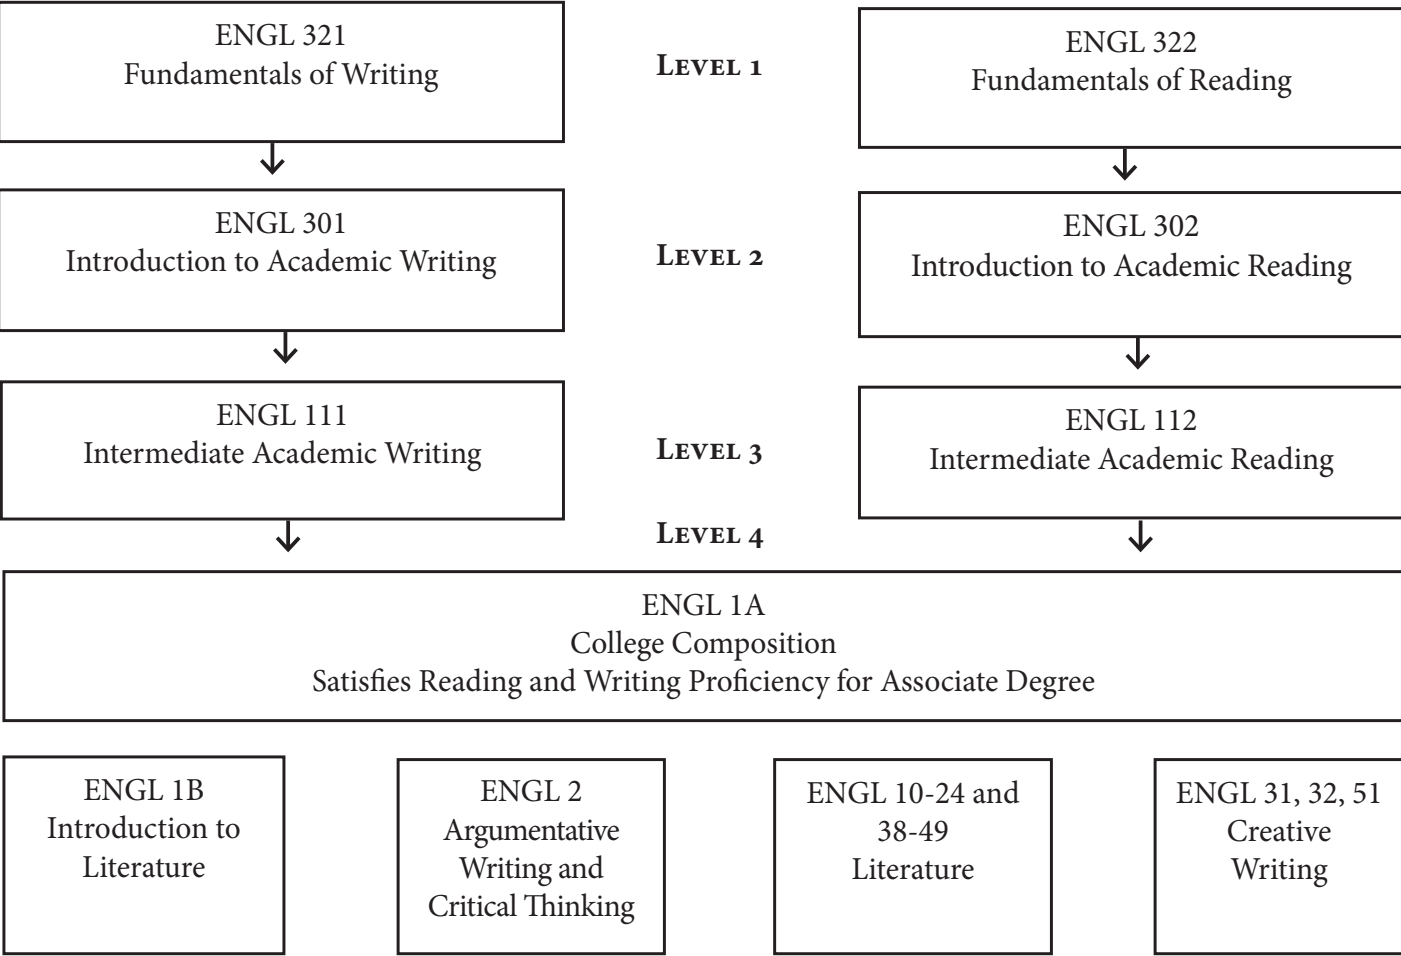 ENGL 321
Fundamentals of Writing
LEVEL 1
ENGL 322
Fundamentals of Reading
ENGL 301
Introduction to Academic Writing
LEVEL 2
ENGL 302
Introduction to Academic Reading
ENGL 111
Intermediate Academic Writing
LEVEL 3
ENGL 112
Intermediate Academic Reading
LEVEL 4
ENGL 1A
College Composition
Satisfies Reading and Writing Proficiency for Associate Degree
ENGL 1B
Introduction to
Literature
ENGL 2
Argumentative
Writing and
Critical Thinking
ENGL 10-24 and
38-49
Literature
ENGL 31, 32, 51
Creative
Writing